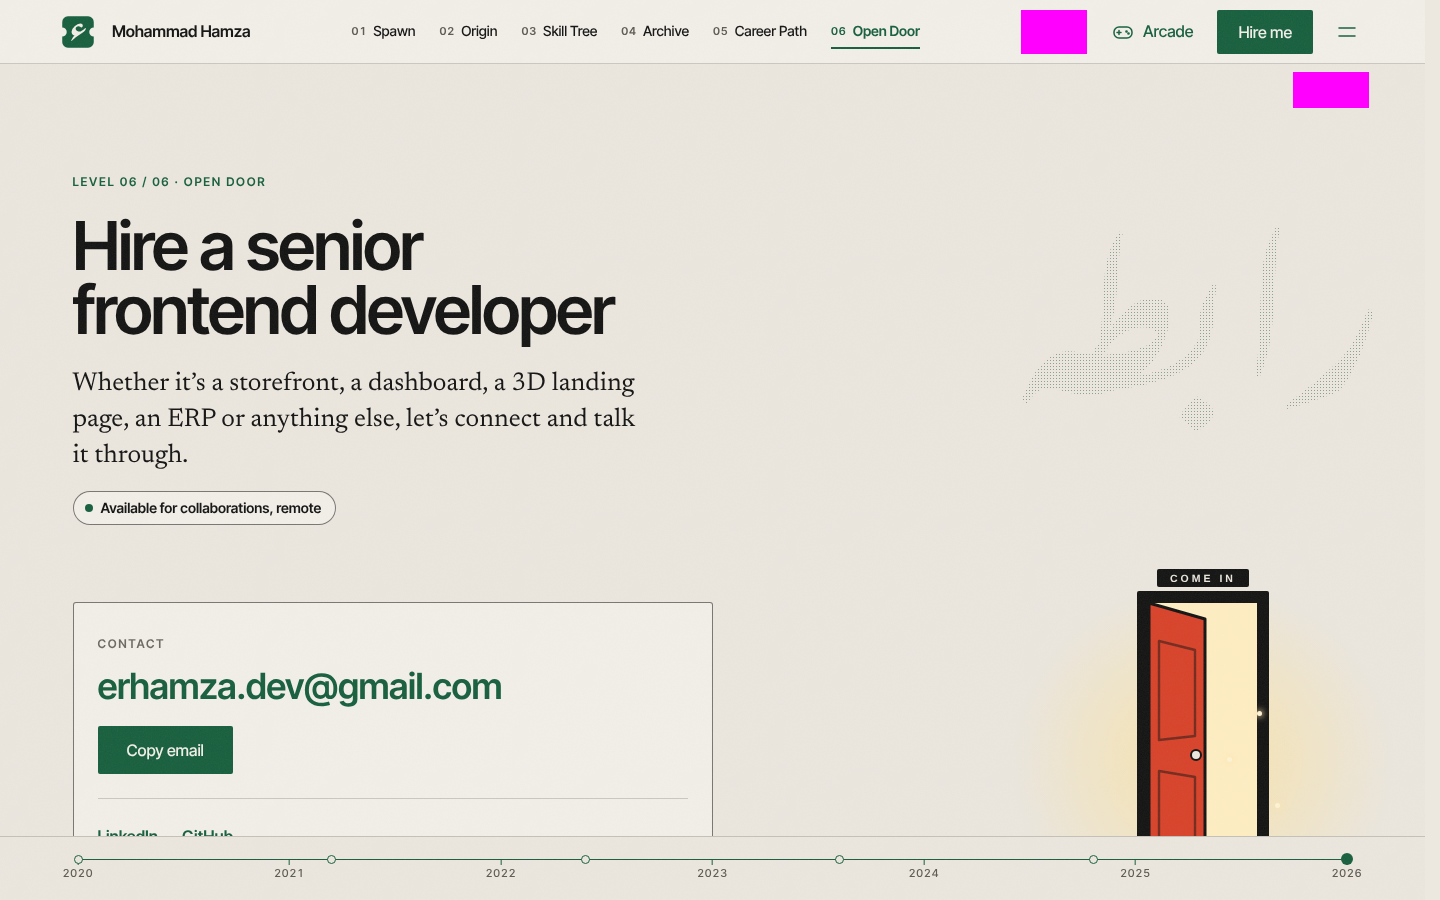 Mohammad Hamza
01 Spawn
02 Origin
03 Skill Tree
04 Archive
05 Career Path
06 Open Door
Arcade
Hire me
LEVEL 06 / 06 · OPEN DOOR
Hire a senior
frontend developer
Whether it’s a storefront, a dashboard, a 3D landing
page, an ERP or anything else, let’s connect and talk
it through.
Available for collaborations, remote
رابط
COME IN
CONTACT
erhamza.dev@gmail.com
Copy email
LinkedIn GitHub
2020 2021 2022 2023 2024 2025 2026